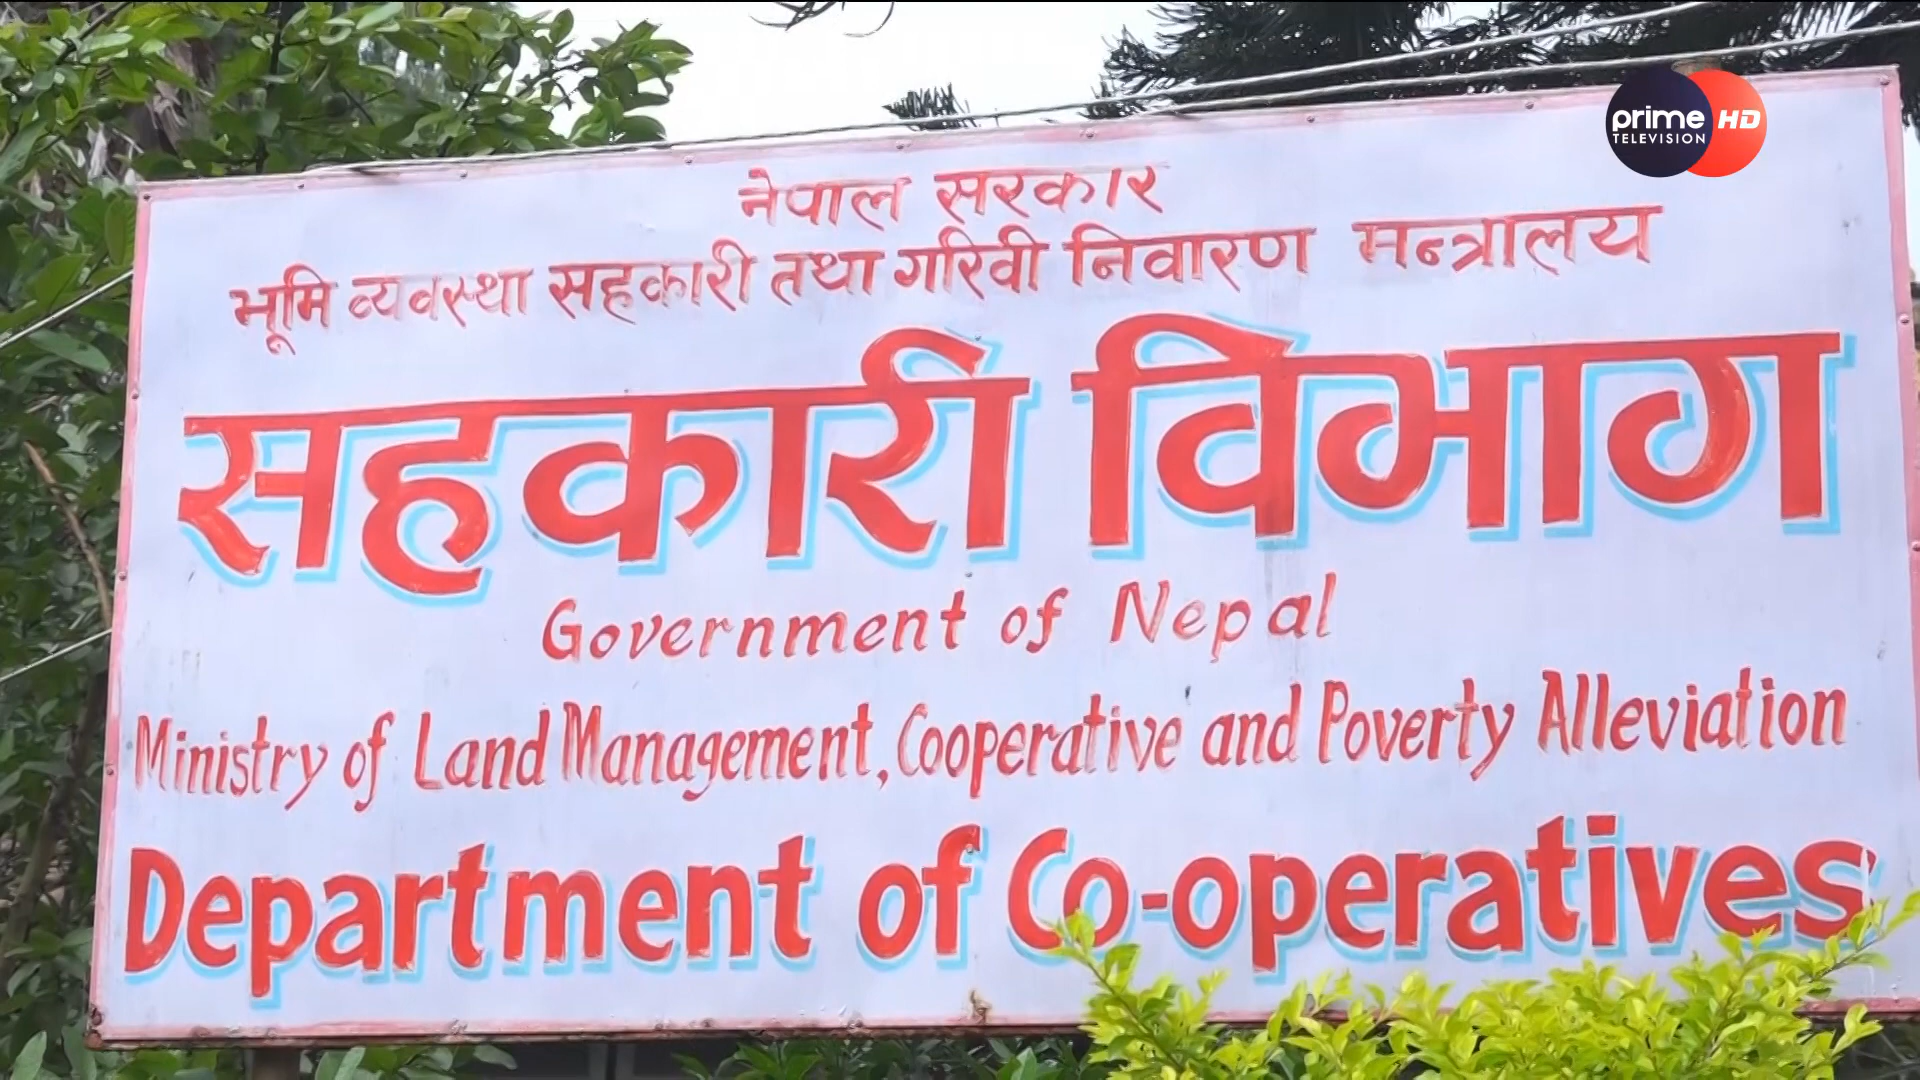 prime HD
TELEVISION
नेपाल सरकार
भूमि व्यवस्था सहकारी तथा गरिवी निवारण मन्त्रालय
सहकारी विभाग
Government of Nepal
Ministry of Land Management, Cooperative and Poverty Alleviation
Department of Co-operatives